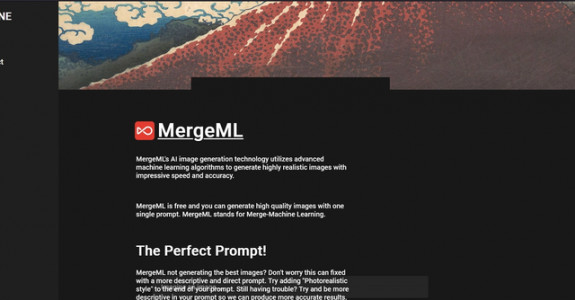 NE
MergeML
MergeML's AI image generation technology utilizes advanced
machine learning algorithms to generate highly realistic images with
impressive speed and accuracy.
MergeML is free and you can generate high quality images with one
single prompt. MergeML stands for Merge-Machine Learning.
The Perfect Prompt!
MergeML not generating the best images? Don't worry this can fixed
with a more descriptive and direct prompt. Try adding "Photorealistic
style" to the end of your prompt. Still having trouble? Try and be more
descriptive in your prompt so we can produce more accurate results.